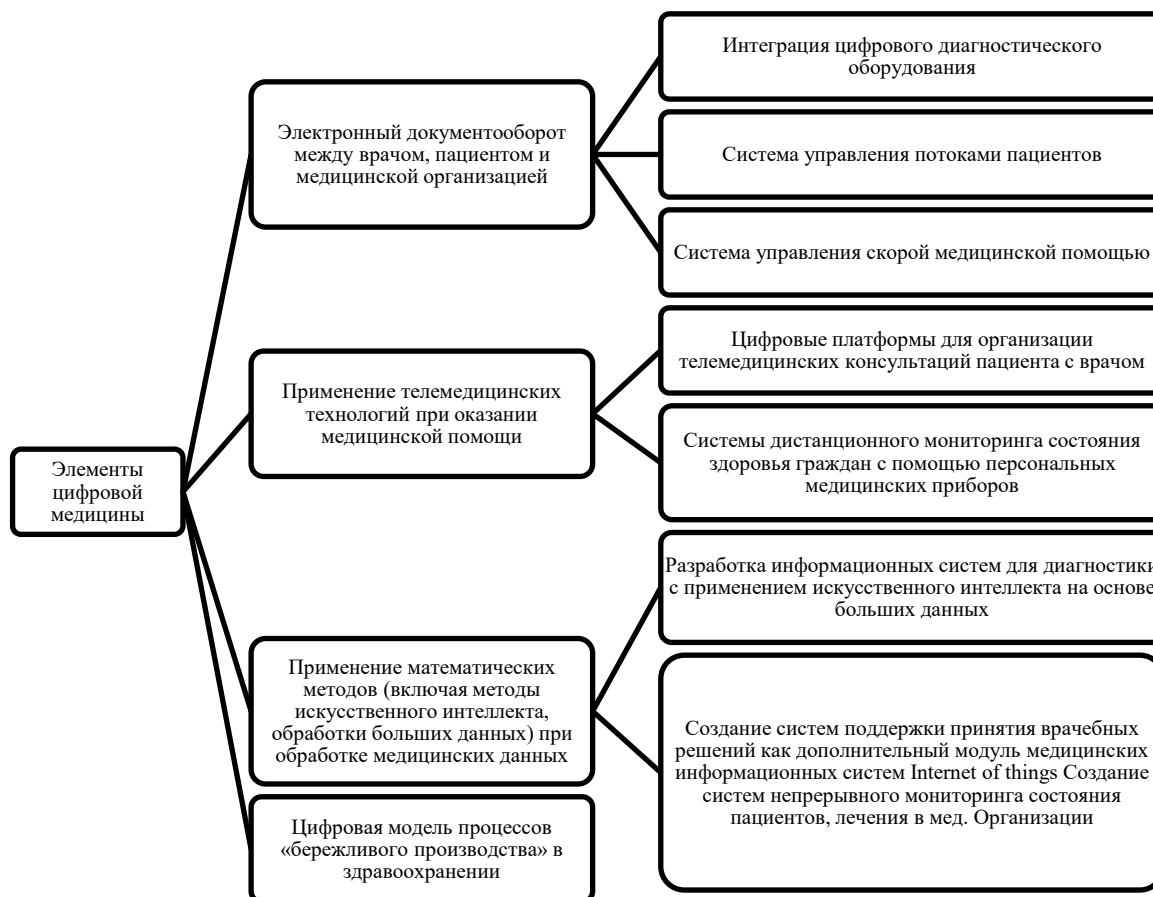 Элементы
цифровой
медицины
Электронный документооборот
между врачом, пациентом и
медицинской организацией
Интеграция цифрового диагностического
оборудования
Система управления потоками пациентов
Система управления скорой медицинской помощью
Применение телемедицинских
технологий при оказании
медицинской помощи
Цифровые платформы для организации
телемедицинских консультаций пациента с врачом
Системы дистанционного мониторинга состояния
здоровья граждан с помощью персональных
медицинских приборов
Применение математических
методов (включая методы
искусственного интеллекта,
обработки больших данных) при
обработке медицинских данных
Разработка информационных систем для диагностики
с применением искусственного интеллекта на основе
больших данных
Создание систем поддержки принятия врачебных
решений как дополнительный модуль медицинских
информационных систем Internet of things Создание
систем непрерывного мониторинга состояния
пациентов, лечения в мед. Организации
Цифровая модель процессов
«бережливого производства» в
здравоохранении